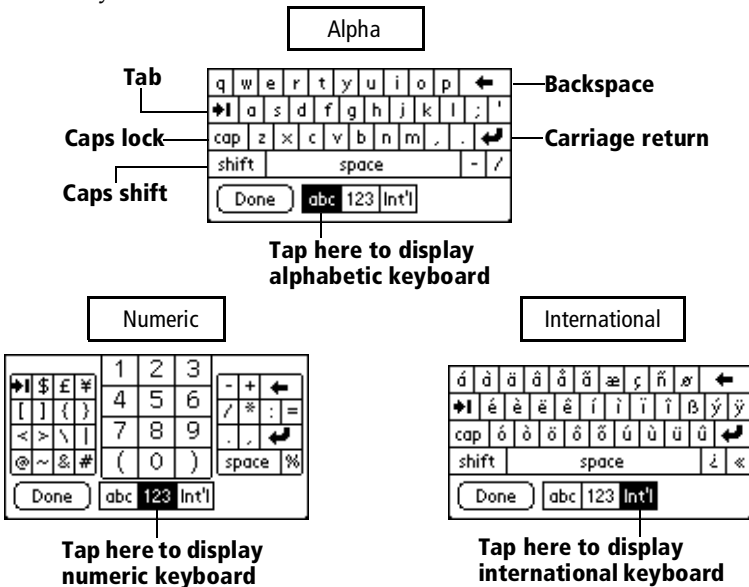 Alpha
Tab
q w e r t y u i o p
Backspace
a s d f g h j k l ; '
Caps lock
cap z x c v b n m , .
Carriage return
shift space - /
Caps shift
Done abc 123 Int'l
Tap here to display
alphabetic keyboard
Numeric
1 2 3
$ £ ¥
- +
[ ] { }
4 5 6
/ * : =
< > \ |
7 8 9
. ,
@ ~ & #
( 0 )
space %
Done abc 123 Int'l
Tap here to display
numeric keyboard
International
á à ä â å ã æ ç ñ ø
é è ë ê í ì ï î ß ý ÿ
cap ó ò ö ô õ ú ù ü û
shift space ¿ «
Done abc 123 Int'l
Tap here to display
international keyboard